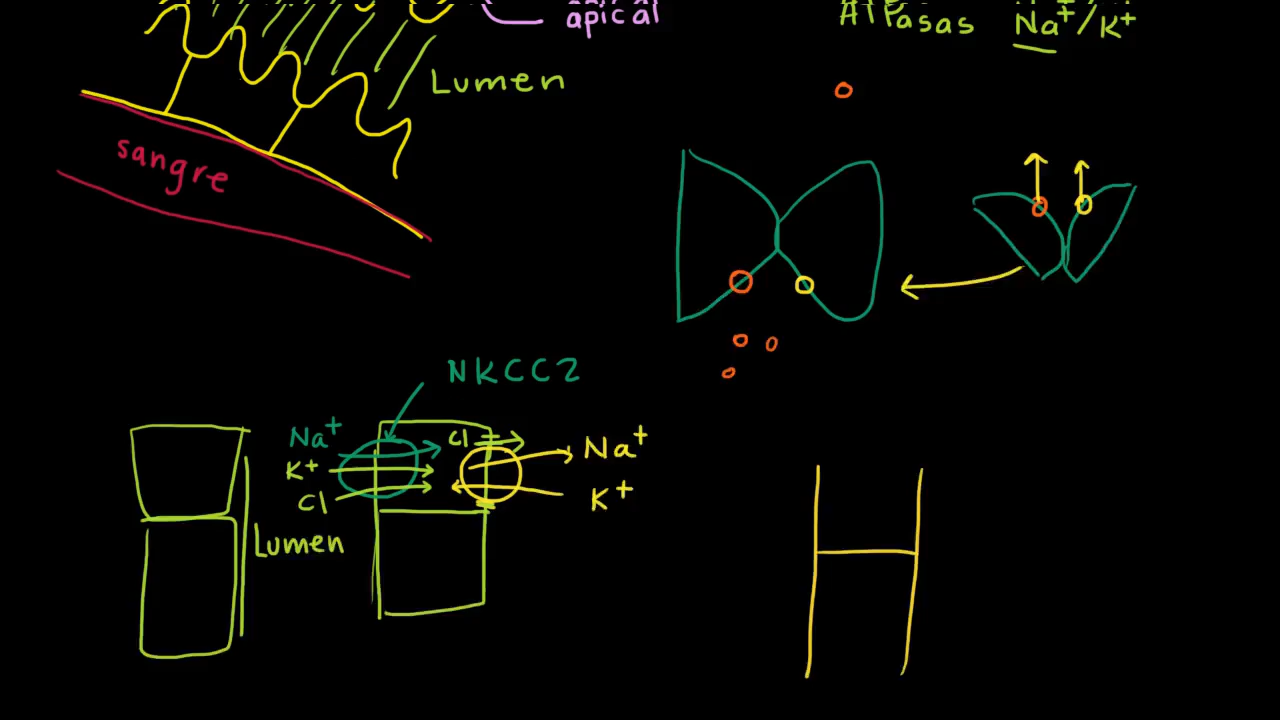 apical
ATPasas Na⁺/K⁺
Lumen
sangre
NKCC2
Na⁺
K⁺
Cl
Cl
Na⁺
K⁺
Lumen